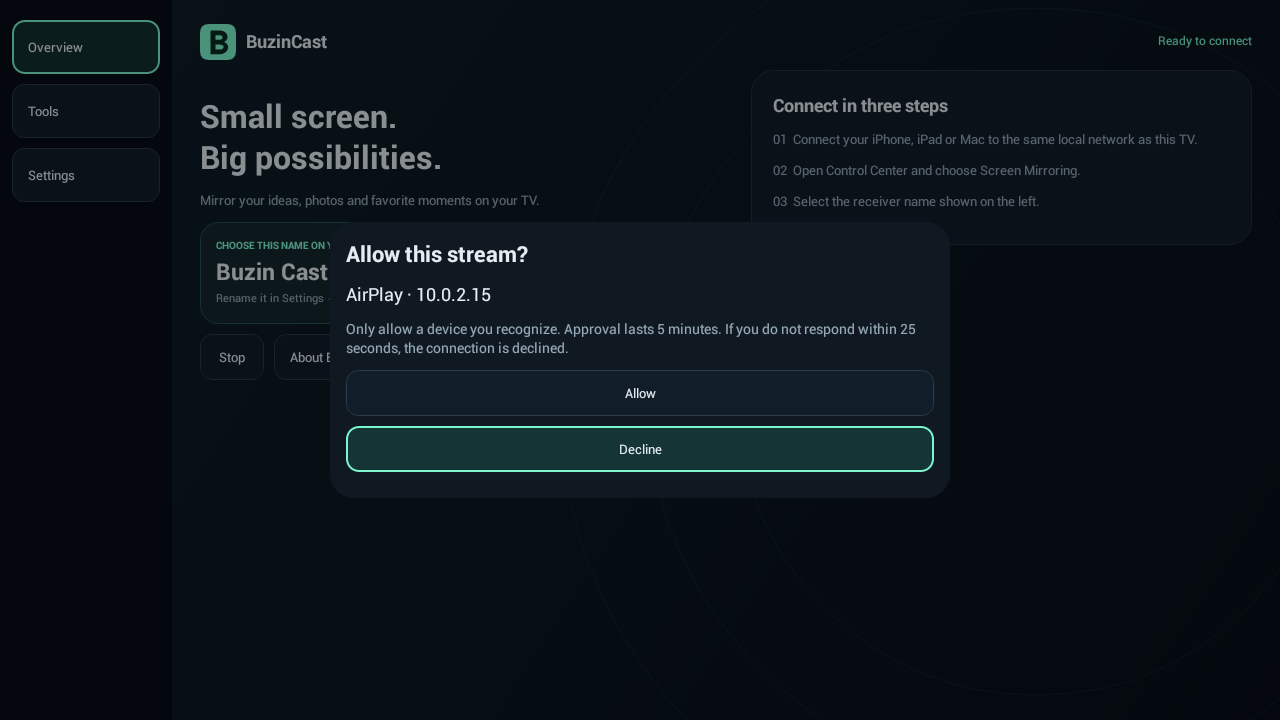 Overview
Tools
Settings
B BuzinCast
Ready to connect
Small screen.
Big possibilities.
Mirror your ideas, photos and favorite moments on your TV.
CHOOSE THIS NAME ON
Buzin Cast
Rename it in Settings
Stop
About
Connect in three steps
01 Connect your iPhone, iPad or Mac to the same local network as this TV.
02 Open Control Center and choose Screen Mirroring.
03 Select the receiver name shown on the left.
Allow this stream?
AirPlay · 10.0.2.15
Only allow a device you recognize. Approval lasts 5 minutes. If you do not respond within 25
seconds, the connection is declined.
Allow
Decline